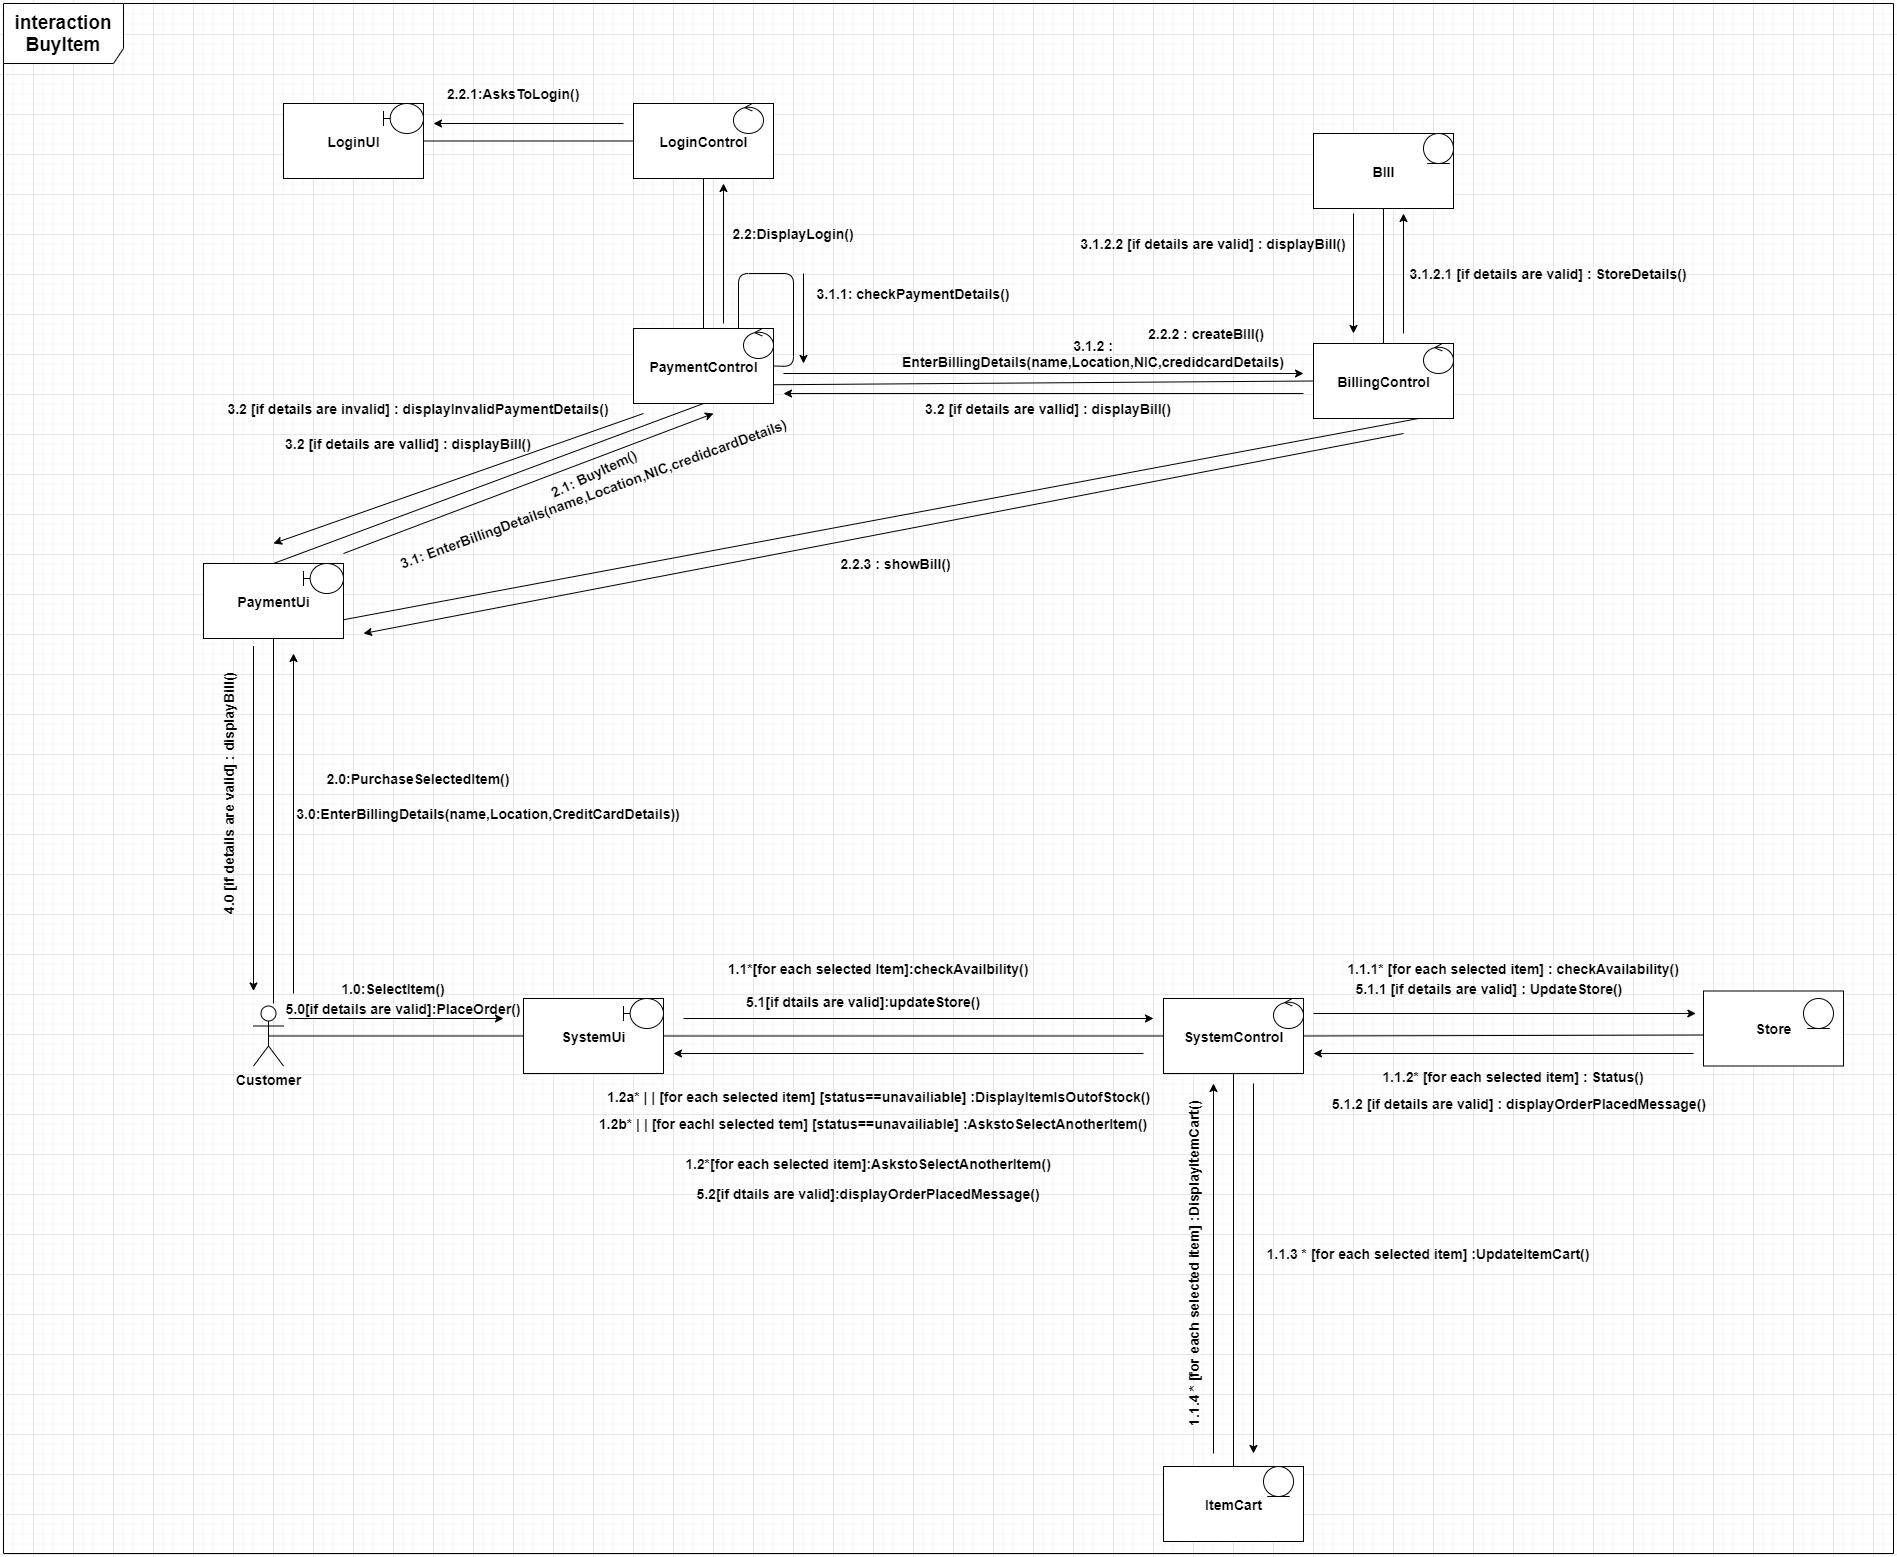 interaction
BuyItem
2.2.1:AsksToLogin()
LoginUI
LoginControl
Bill
2.2:DisplayLogin()
3.1.2.2 [if details are valid] : displayBill()
3.1.2.1 [if details are valid] : StoreDetails()
3.1.1: checkPaymentDetails()
2.2.2 : createBill()
3.1.2 :
EnterBillingDetails(name,Location,NIC,credidcardDetails)
PaymentControl
BillingControl
3.2 [if details are invalid] : displayInvalidPaymentDetails()
3.2 [if details are vallid] : displayBill()
3.2 [if details are vallid] : displayBill()
2.1: BuyItem()
3.1: EnterBillingDetails(name,Location,NIC,credidcardDetails)
2.2.3 : showBill()
PaymentUi
4.0 [if details are valid] : displayBill()
2.0:PurchaseSelectedItem()
3.0:EnterBillingDetails(name,Location,CreditCardDetails))
1.0:SelectItem()
5.0[if details are valid]:PlaceOrder()
1.1*[for each selected item]:checkAvailbility()
5.1[if dtails are valid]:updateStore()
1.1.1* [for each selected item] : checkAvailability()
5.1.1 [if details are valid] : UpdateStore()
SystemUi
SystemControl
Store
Customer
1.1.2* [for each selected item] : Status()
5.1.2 [if details are valid] : displayOrderPlacedMessage()
1.2a* | | [for each selected item] [status==unavailiable] :DisplayItemIsOutofStock()
1.2b* | | [for eachl selected tem] [status==unavailiable] :AskstoSelectAnotherItem()
1.2*[for each selected item]:AskstoSelectAnotherItem()
5.2[if dtails are valid]:displayOrderPlacedMessage()
1.1.4 * [for each selected item] :DisplayItemCart()
1.1.3 * [for each selected item] :UpdateItemCart()
ItemCart